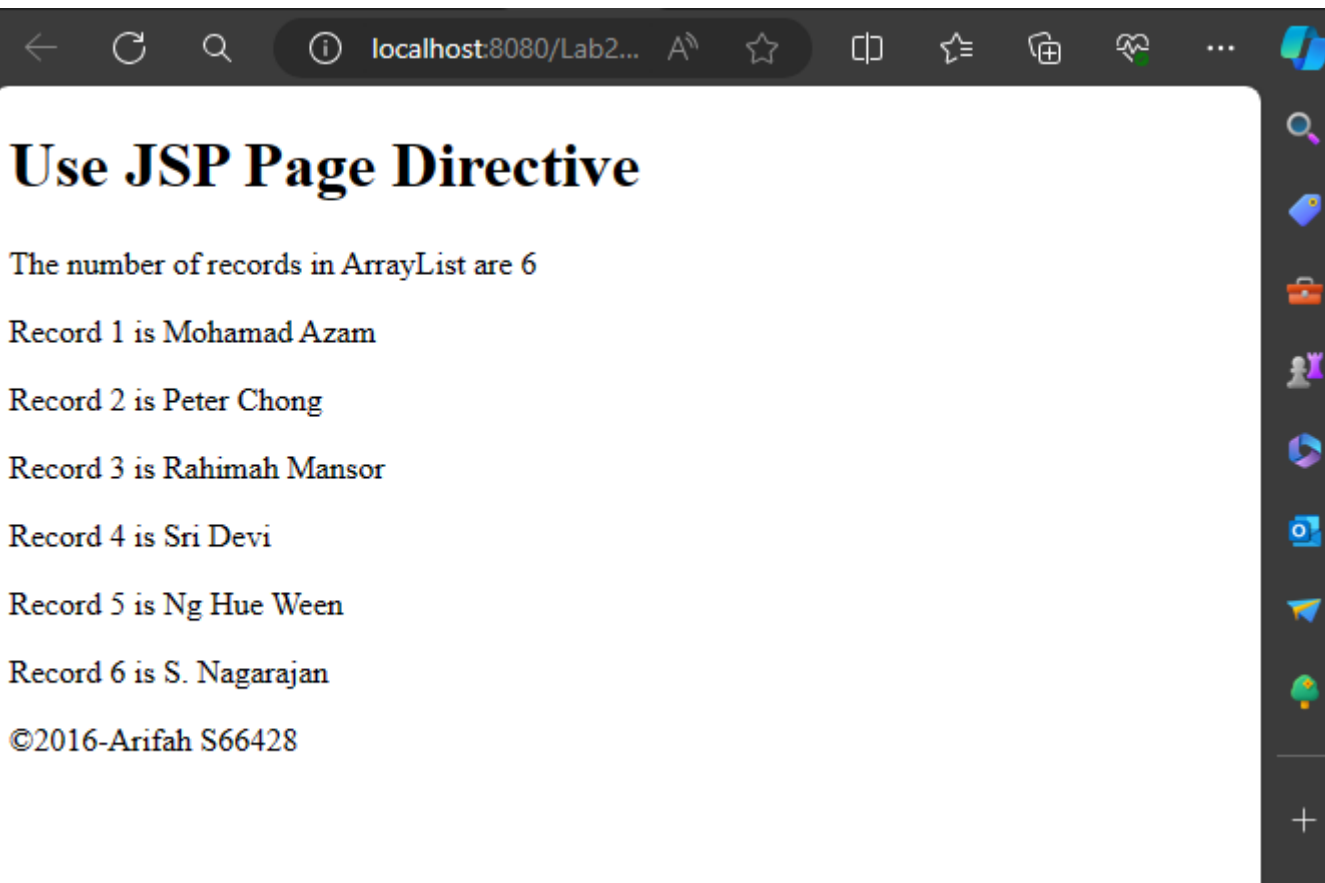 localhost:8080/Lab2...
Use JSP Page Directive
The number of records in ArrayList are 6
Record 1 is Mohamad Azam
Record 2 is Peter Chong
Record 3 is Rahimah Mansor
Record 4 is Sri Devi
Record 5 is Ng Hue Ween
Record 6 is S. Nagarajan
©2016-Arifah S66428